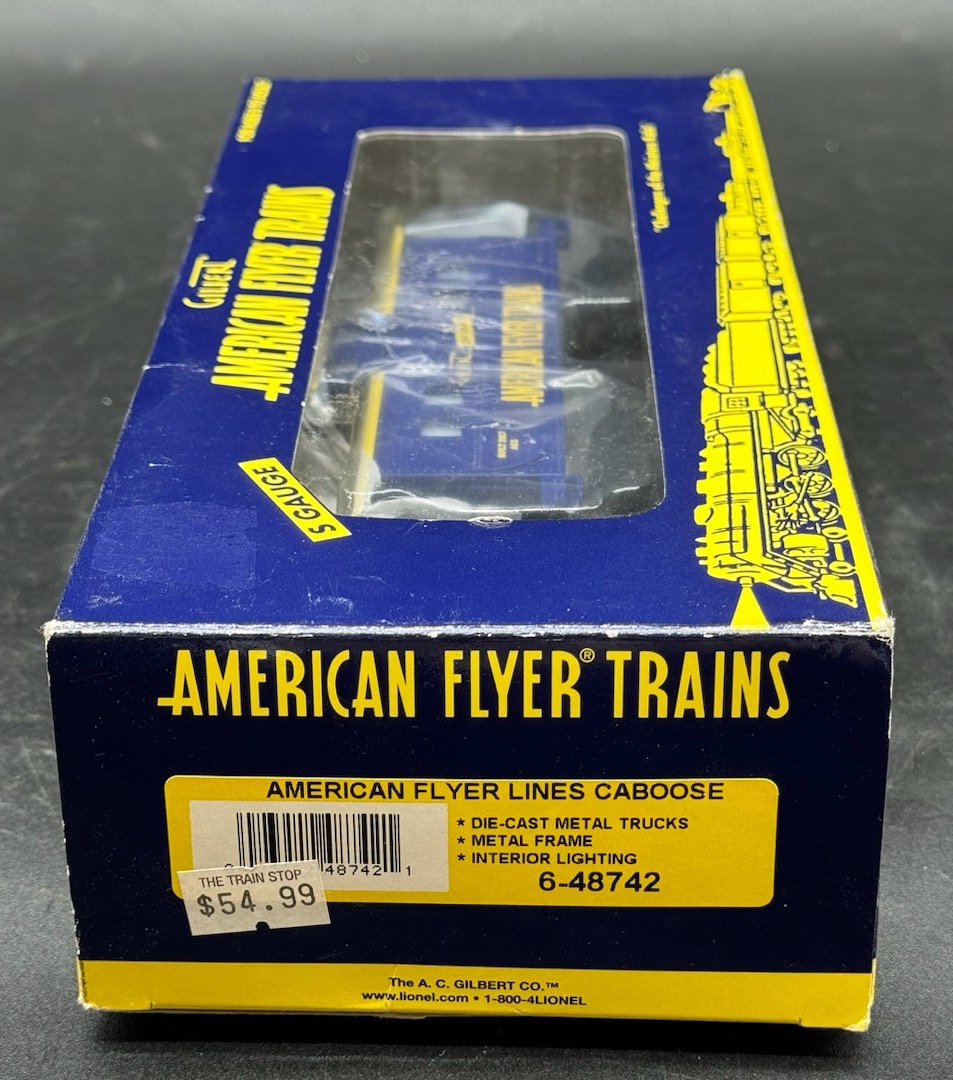 Gilbert
AMERICAN FLYER TRAINS
S GAUGE
AMERICAN FLYER LINES
AMERICAN FLYER® TRAINS
AMERICAN FLYER LINES CABOOSE
* DIE-CAST METAL TRUCKS
* METAL FRAME
* INTERIOR LIGHTING
6-48742
48742 1
THE TRAIN STOP
$54.99
The A. C. GILBERT CO.™
www.lionel.com • 1-800-4LIONEL